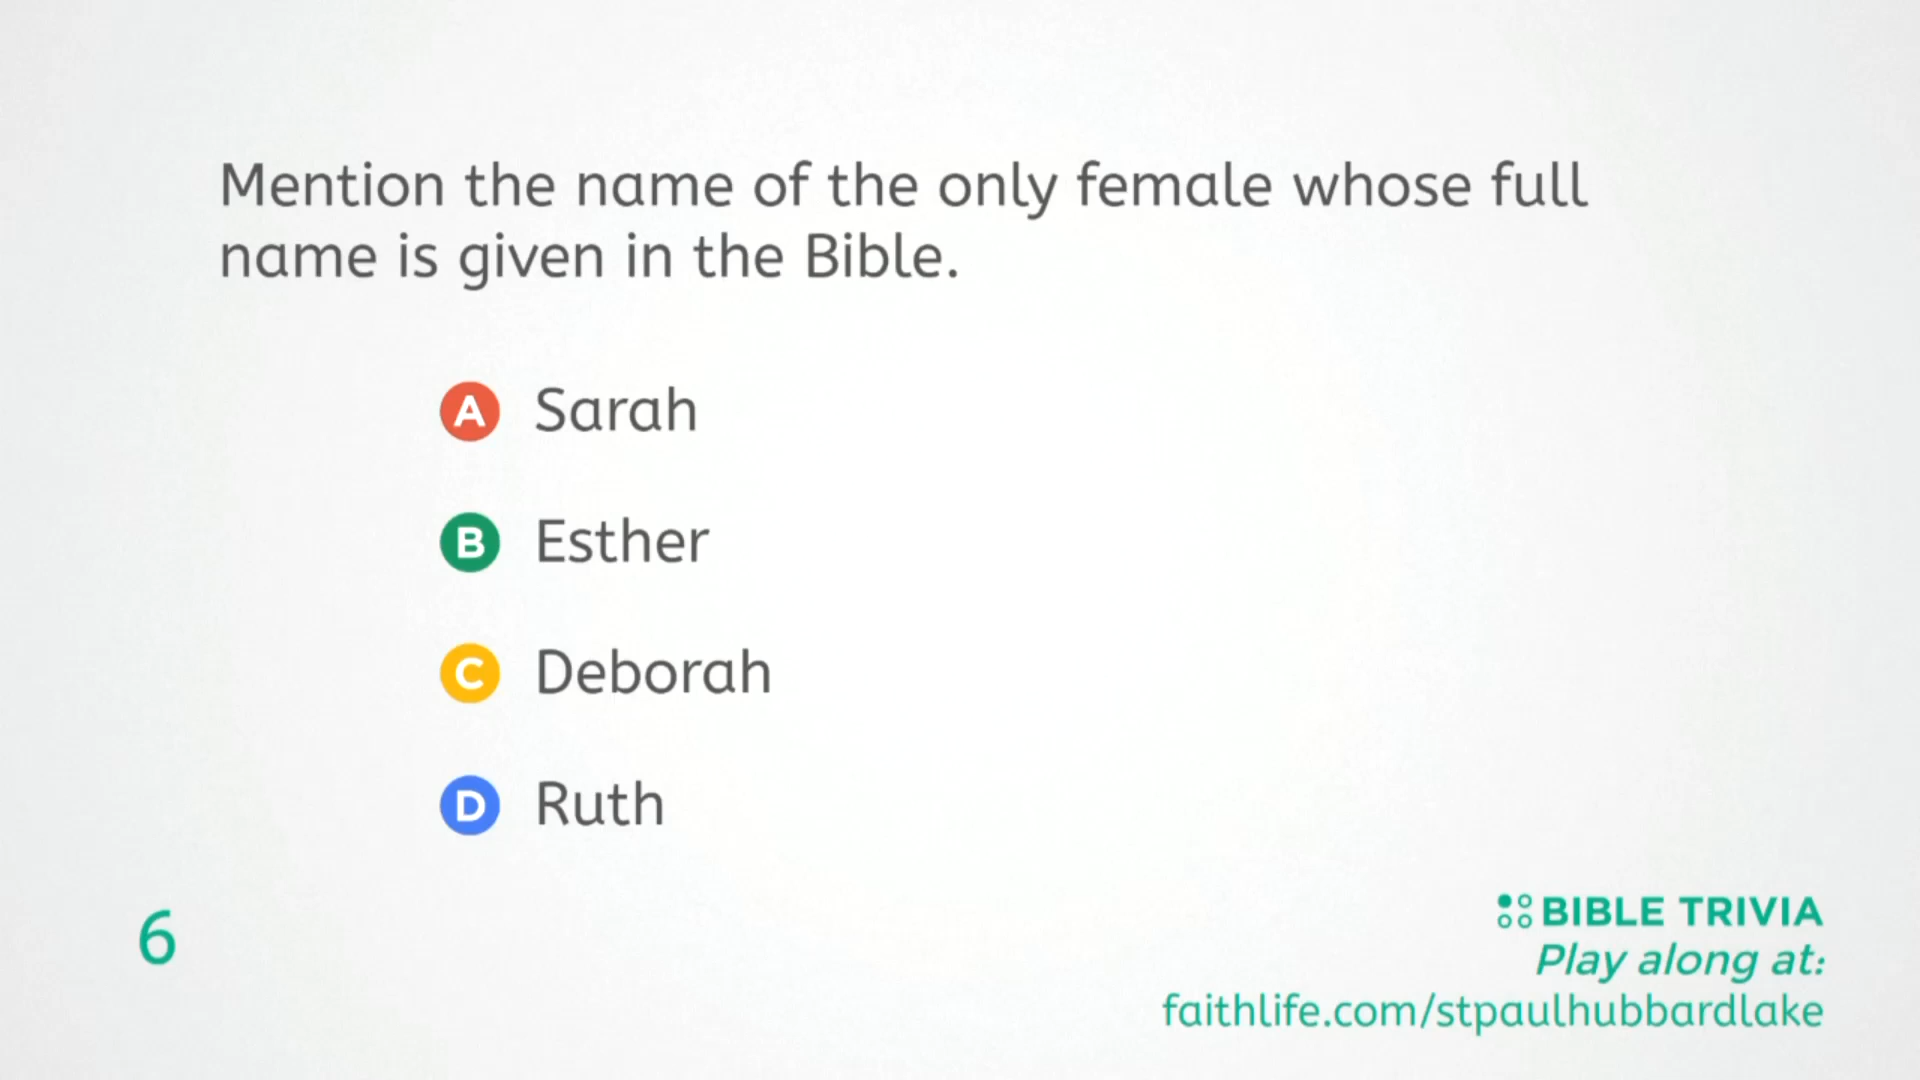 Mention the name of the only female whose full
name is given in the Bible.
A Sarah
B Esther
C Deborah
D Ruth
6
BIBLE TRIVIA
Play along at:
faithlife.com/stpaulhubbardlake